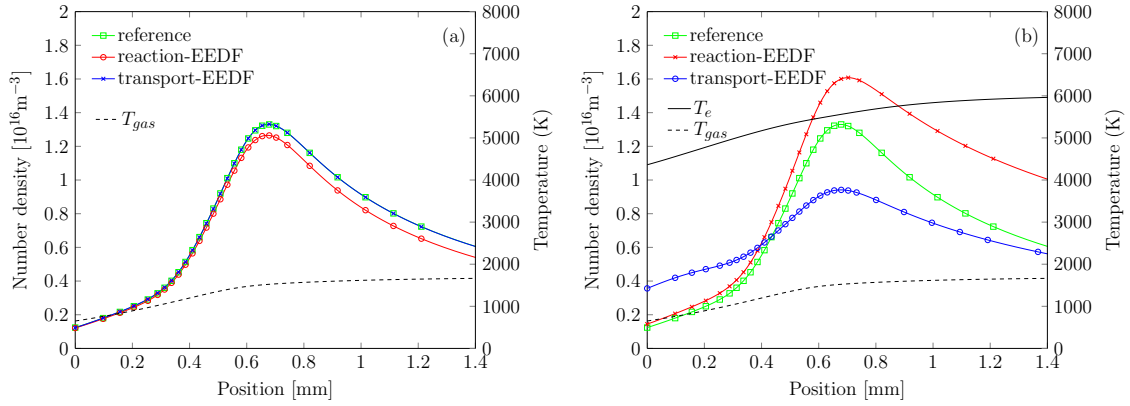 2
1.8
1.6
1.4
1.2
1
0.8
0.6
0.4
0.2
0
Number density [10^16 m^−3]
8000
7000
6000
5000
4000
3000
2000
1000
0
Temperature (K)
0 0.2 0.4 0.6 0.8 1 1.2 1.4
Position [mm]
(a)
reference
reaction-EEDF
transport-EEDF
T_gas
2
1.8
1.6
1.4
1.2
1
0.8
0.6
0.4
0.2
0
Number density [10^16 m^−3]
8000
7000
6000
5000
4000
3000
2000
1000
0
Temperature (K)
0 0.2 0.4 0.6 0.8 1 1.2 1.4
Position [mm]
(b)
reference
reaction-EEDF
transport-EEDF
T_e
T_gas